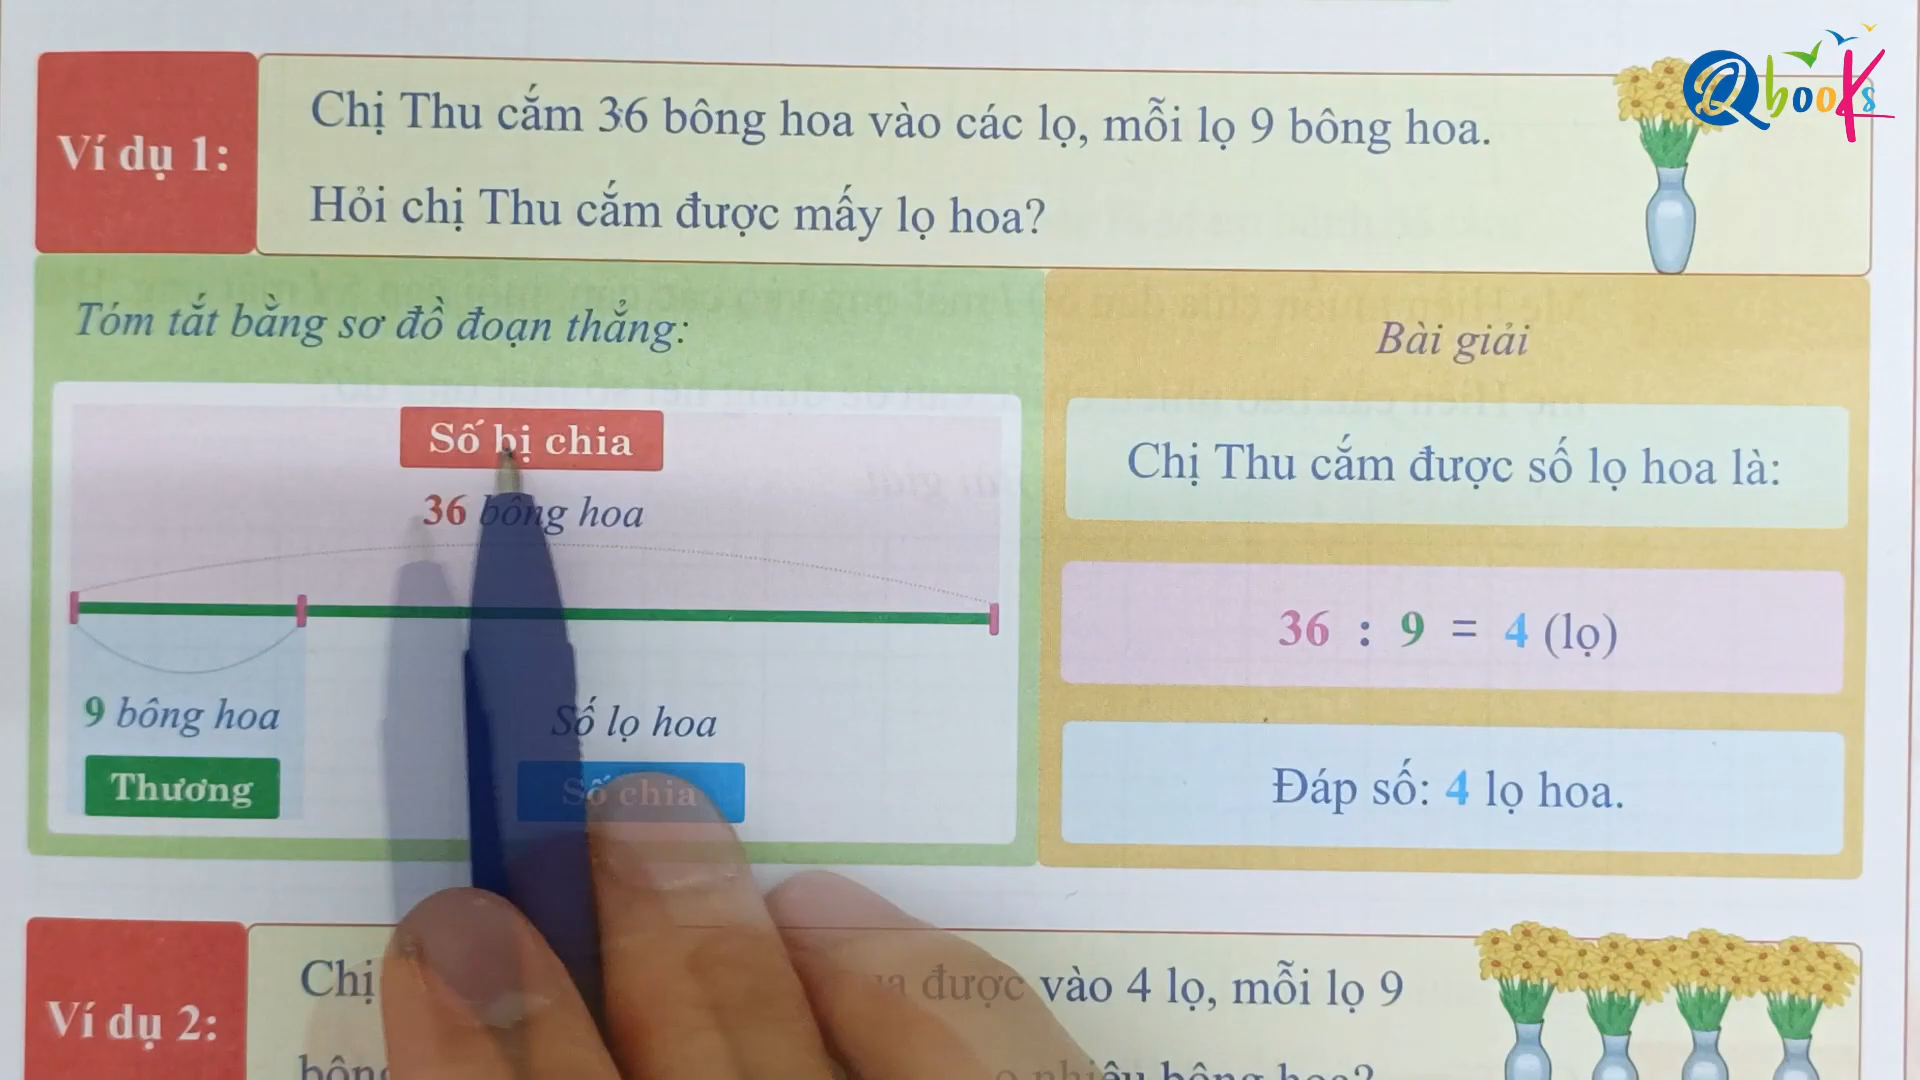 Qbooks
Ví dụ 1:
Chị Thu cắm 36 bông hoa vào các lọ, mỗi lọ 9 bông hoa.
Hỏi chị Thu cắm được mấy lọ hoa?
Tóm tắt bằng sơ đồ đoạn thẳng:
Số bị chia
36 bông hoa
9 bông hoa
Thương
Số lọ hoa
Số chia
Bài giải
Chị Thu cắm được số lọ hoa là:
36 : 9 = 4 (lọ)
Đáp số: 4 lọ hoa.
Ví dụ 2:
Chị được vào 4 lọ, mỗi lọ 9
bông hoa?